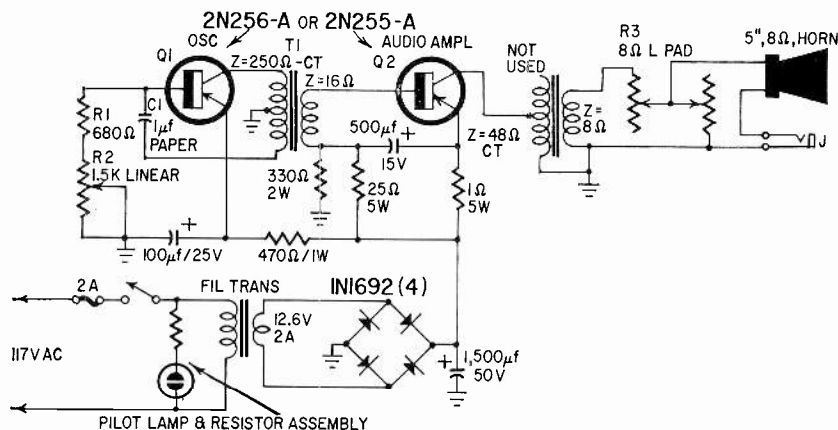 2N256-A OR 2N255-A
OSC
Q1
T1
Z=250Ω-CT
Z=16Ω
Q2
AUDIO AMPL
NOT
USED
R3
8Ω L PAD
5", 8Ω, HORN
R1
680Ω
C1
1µf
PAPER
R2
1.5K LINEAR
500µf
+
15V
Z=48Ω
CT
Z=
8Ω
J
330Ω
2W
25Ω
5W
1Ω
5W
+
100µf/25V
470Ω/1W
2A
FIL TRANS
12.6V
2A
IN1692 (4)
117V AC
+
1,500µf
50V
PILOT LAMP & RESISTOR ASSEMBLY